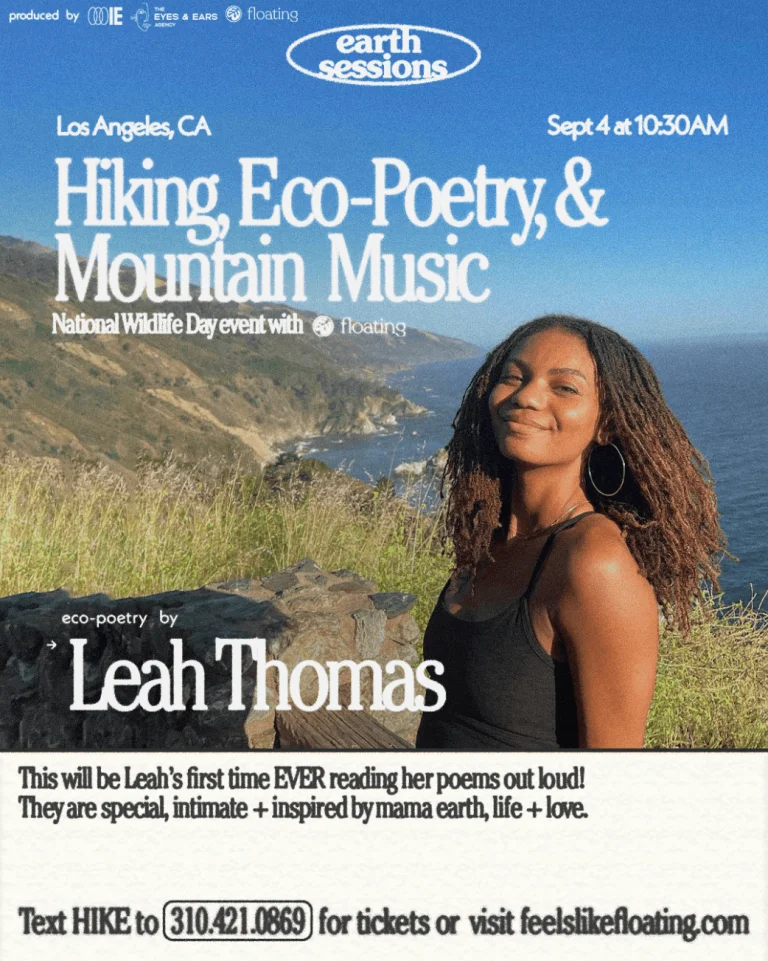 produced by IE THE EYES & EARS AGENCY floating
earth
sessions
Los Angeles, CA
Sept 4 at 10:30AM
Hiking, Eco-Poetry, &
Mountain Music
National Wildlife Day event with floating
eco-poetry by
→ Leah Thomas
This will be Leah's first time EVER reading her poems out loud!
They are special, intimate + inspired by mama earth, life + love.
Text HIKE to 310.421.0869 for tickets or visit feelslikefloating.com